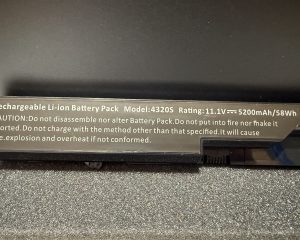 echargeable Li-ion Battery Pack Model:4320S Rating:11.1V⎓5200mAh/58Wh
CAUTION:Do not disassemble nor alter Battery Pack.Do not put into fire nor make it
orted.Do not charge with the method other than that specified.It will cause
e.explosion and overheat if not conformed.